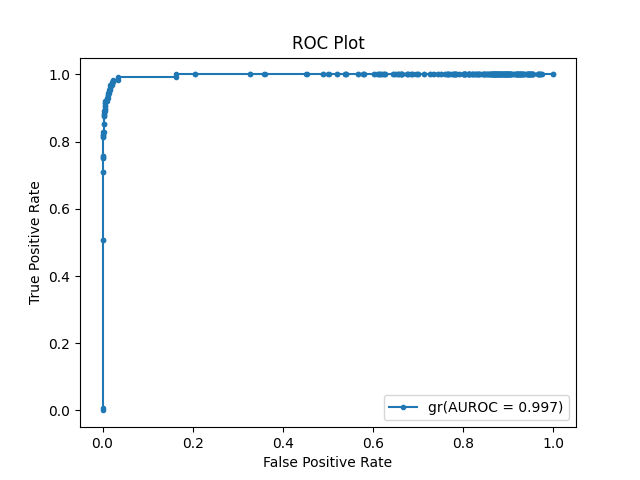 ROC Plot
True Positive Rate
1.0
0.8
0.6
0.4
0.2
0.0
gr(AUROC = 0.997)
0.0 0.2 0.4 0.6 0.8 1.0
False Positive Rate